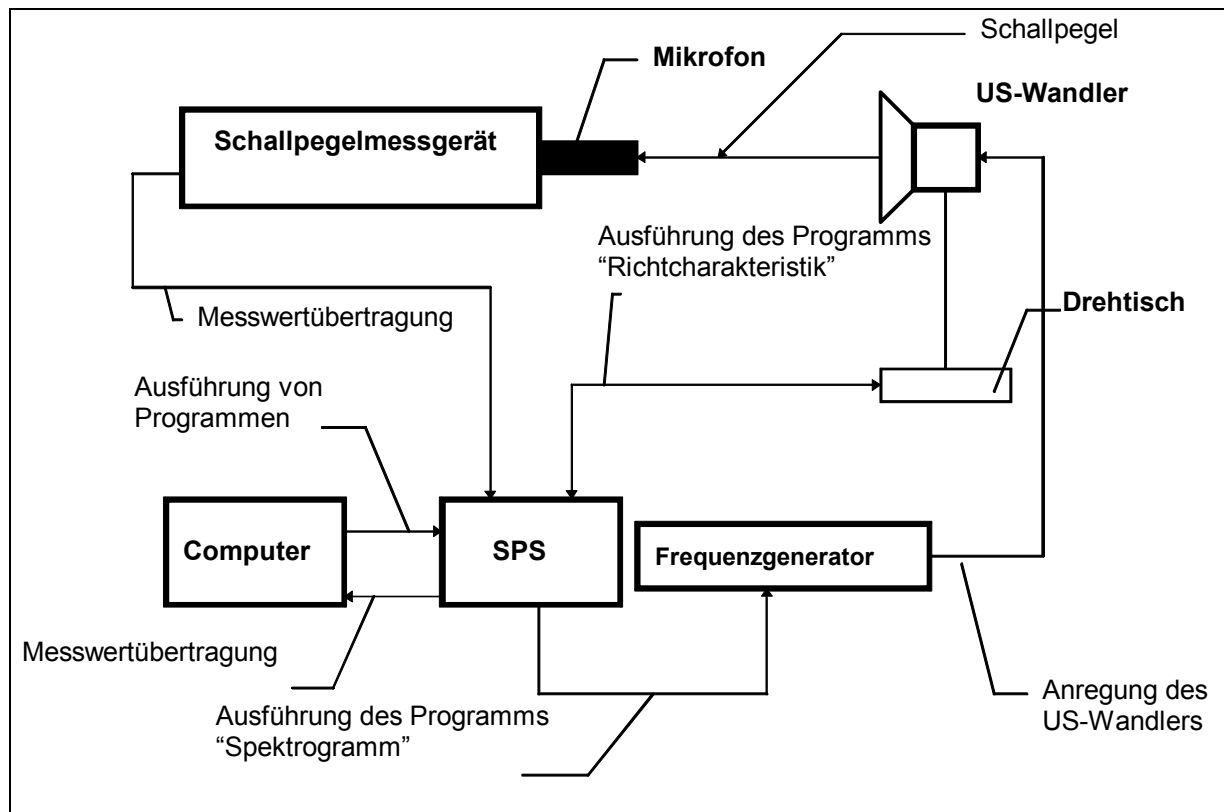 Schallpegel
Mikrofon
US-Wandler
Schallpegelmessgerät
Ausführung des Programms
“Richtcharakteristik”
Drehtisch
Messwertübertragung
Ausführung von
Programmen
Computer
SPS
Frequenzgenerator
Messwertübertragung
Ausführung des Programms
“Spektrogramm”
Anregung des
US-Wandlers